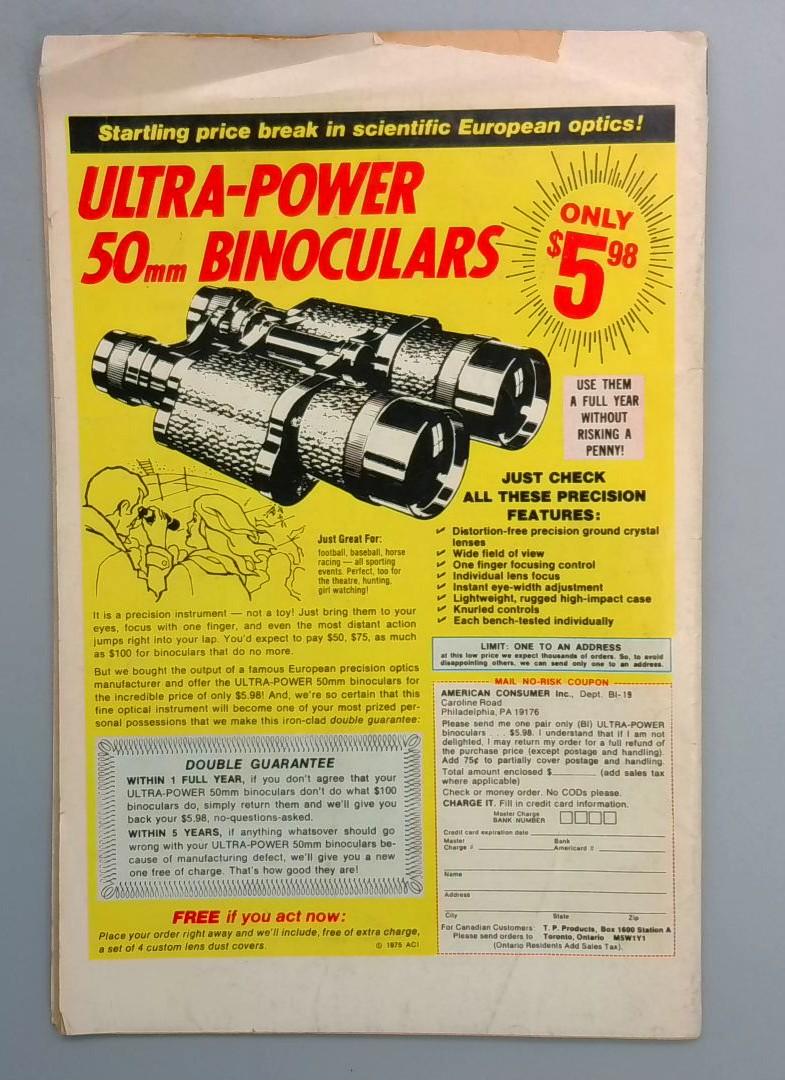 Startling price break in scientific European optics!
ULTRA-POWER
50mm BINOCULARS
ONLY
$5 98
USE THEM
A FULL YEAR
WITHOUT
RISKING A
PENNY!
JUST CHECK
ALL THESE PRECISION
FEATURES:
✔ Distortion-free precision ground crystal
lenses
✔ Wide field of view
✔ One finger focusing control
✔ Individual lens focus
✔ Instant eye-width adjustment
✔ Lightweight, rugged high-impact case
✔ Knurled controls
✔ Each bench-tested individually
Just Great For:
football, baseball, horse
racing — all sporting
events. Perfect, too for
the theatre, hunting,
girl watching!
It is a precision instrument — not a toy! Just bring them to your
eyes, focus with one finger, and even the most distant action
jumps right into your lap. You'd expect to pay $50, $75, as much
as $100 for binoculars that do no more.
But we bought the output of a famous European precision optics
manufacturer and offer the ULTRA-POWER 50mm binoculars for
the incredible price of only $5.98! And, we're so certain that this
fine optical instrument will become one of your most prized per-
sonal possessions that we make this iron-clad double guarantee:
DOUBLE GUARANTEE
WITHIN 1 FULL YEAR, if you don't agree that your
ULTRA-POWER 50mm binoculars don't do what $100
binoculars do, simply return them and we'll give you
back your $5.98, no-questions-asked.
WITHIN 5 YEARS, if anything whatsover should go
wrong with your ULTRA-POWER 50mm binoculars be-
cause of manufacturing defect, we'll give you a new
one free of charge. That's how good they are!
FREE if you act now:
Place your order right away and we'll include, free of extra charge,
a set of 4 custom lens dust covers.
© 1975 ACI
LIMIT: ONE TO AN ADDRESS
at this low price we expect thousands of orders. So, to avoid
disappointing others, we can send only one to an address.
MAIL NO-RISK COUPON
AMERICAN CONSUMER Inc., Dept. BI-19
Caroline Road
Philadelphia, PA 19176
Please send me one pair only (BI) ULTRA-POWER
binoculars . . . $5.98. I understand that if I am not
delighted, I may return my order for a full refund of
the purchase price (except postage and handling).
Add 75¢ to partially cover postage and handling.
Total amount enclosed $______ (add sales tax
where applicable)
Check or money order. No CODs please.
CHARGE IT. Fill in credit card information.
Master Charge
BANK NUMBER
Credit card expiration date
Master
Charge #
Bank
Americard #
Name
Address
City State Zip
For Canadian Customers: T. P. Products, Box 1600 Station A
Please send orders to Toronto, Ontario M5W1Y1
(Ontario Residents Add Sales Tax).